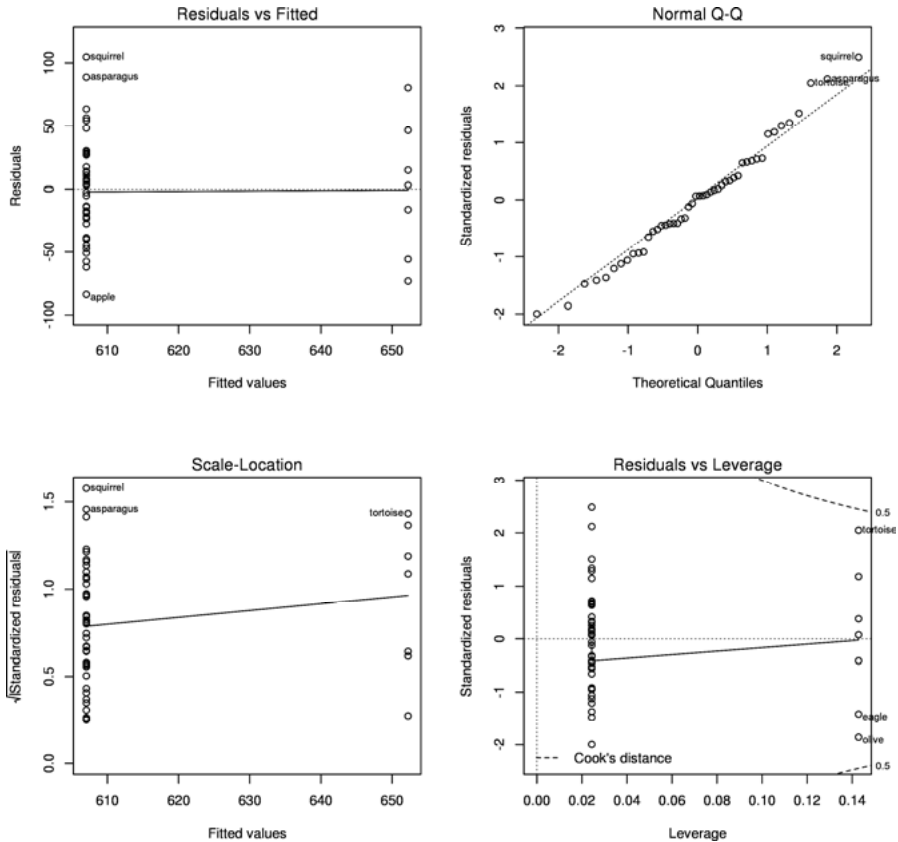 Residuals vs Fitted
Residuals
100
50
0
-50
-100
squirrel
asparagus
apple
610 620 630 640 650
Fitted values
Normal Q-Q
Standardized residuals
3
2
1
0
-1
-2
squirrel
asparagus
tortoise
-2 -1 0 1 2
Theoretical Quantiles
Scale-Location
√|Standardized residuals|
1.5
1.0
0.5
0.0
squirrel
asparagus
tortoise
610 620 630 640 650
Fitted values
Residuals vs Leverage
Standardized residuals
3
2
1
0
-1
-2
0.5
tortoise
eagle
olive
0.5
Cook's distance
0.00 0.02 0.04 0.06 0.08 0.10 0.12 0.14
Leverage